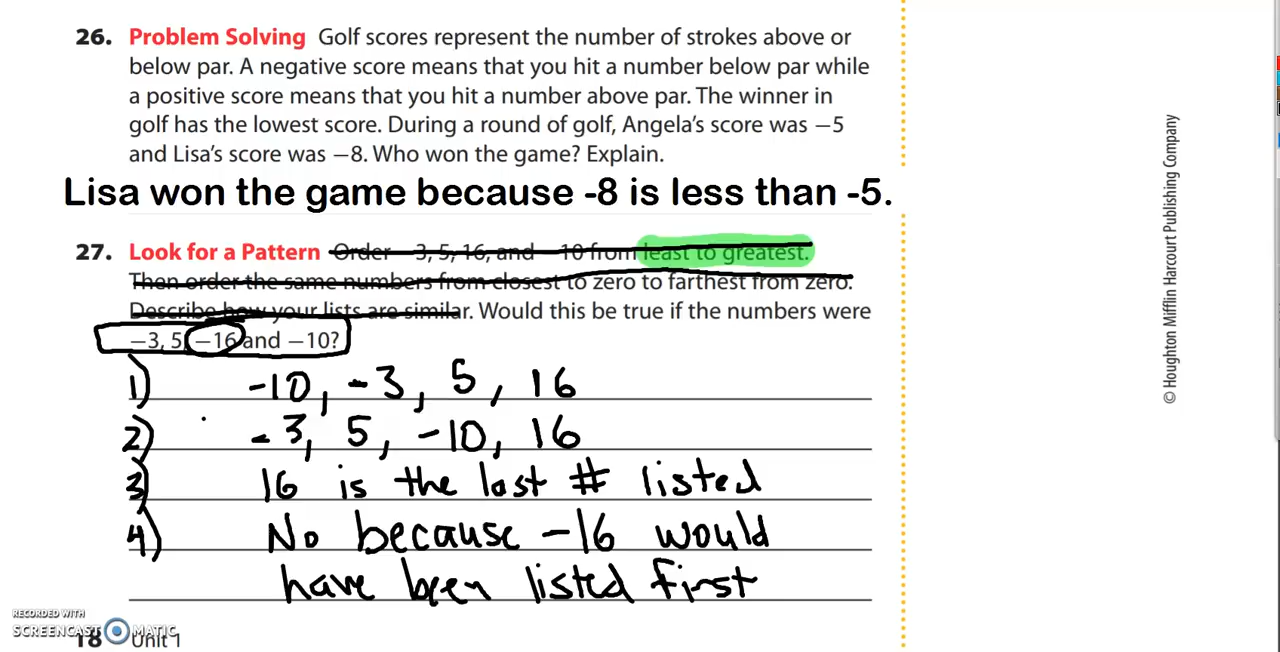 26. Problem Solving Golf scores represent the number of strokes above or
below par. A negative score means that you hit a number below par while
a positive score means that you hit a number above par. The winner in
golf has the lowest score. During a round of golf, Angela's score was −5
and Lisa's score was −8. Who won the game? Explain.
Lisa won the game because -8 is less than -5.
27. Look for a Pattern Order −3, 5, 16, and −10 from least to greatest.
Then order the same numbers from closest to zero to farthest from zero.
Describe how your lists are similar. Would this be true if the numbers were
−3, 5, −16 and −10?
1) -10, -3, 5, 16
2) -3, 5, -10, 16
3) 16 is the last # listed
4) No because -16 would
have been listed first
RECORDED WITH
SCREENCAST MATIC
18 Unit 1
© Houghton Mifflin Harcourt Publishing Company